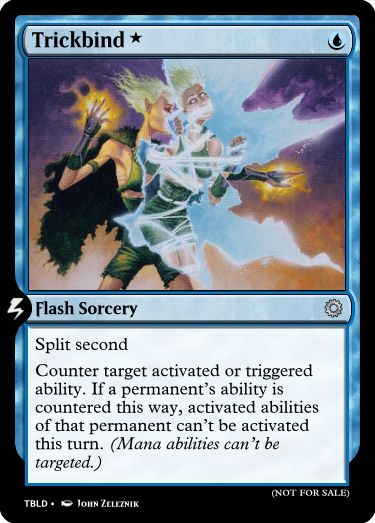 Trickbind ★
Flash Sorcery
Split second
Counter target activated or triggered
ability. If a permanent's ability is
countered this way, activated abilities
of that permanent can't be activated
this turn. (Mana abilities can't be
targeted.)
(NOT FOR SALE)
TBLD • John Zeleznik